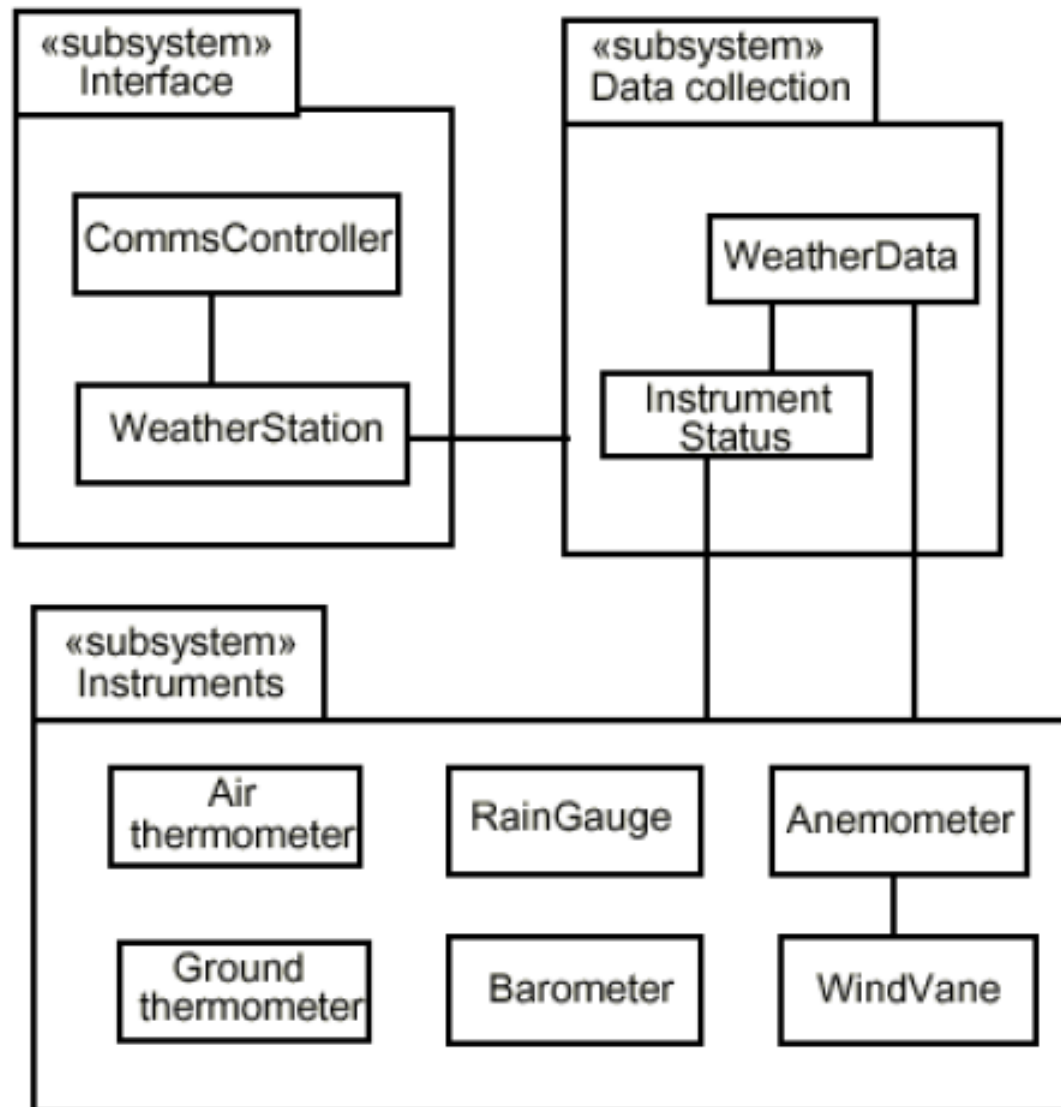 «subsystem»
Interface
CommsController
WeatherStation
«subsystem»
Data collection
WeatherData
Instrument
Status
«subsystem»
Instruments
Air
thermometer
RainGauge
Anemometer
Ground
thermometer
Barometer
WindVane